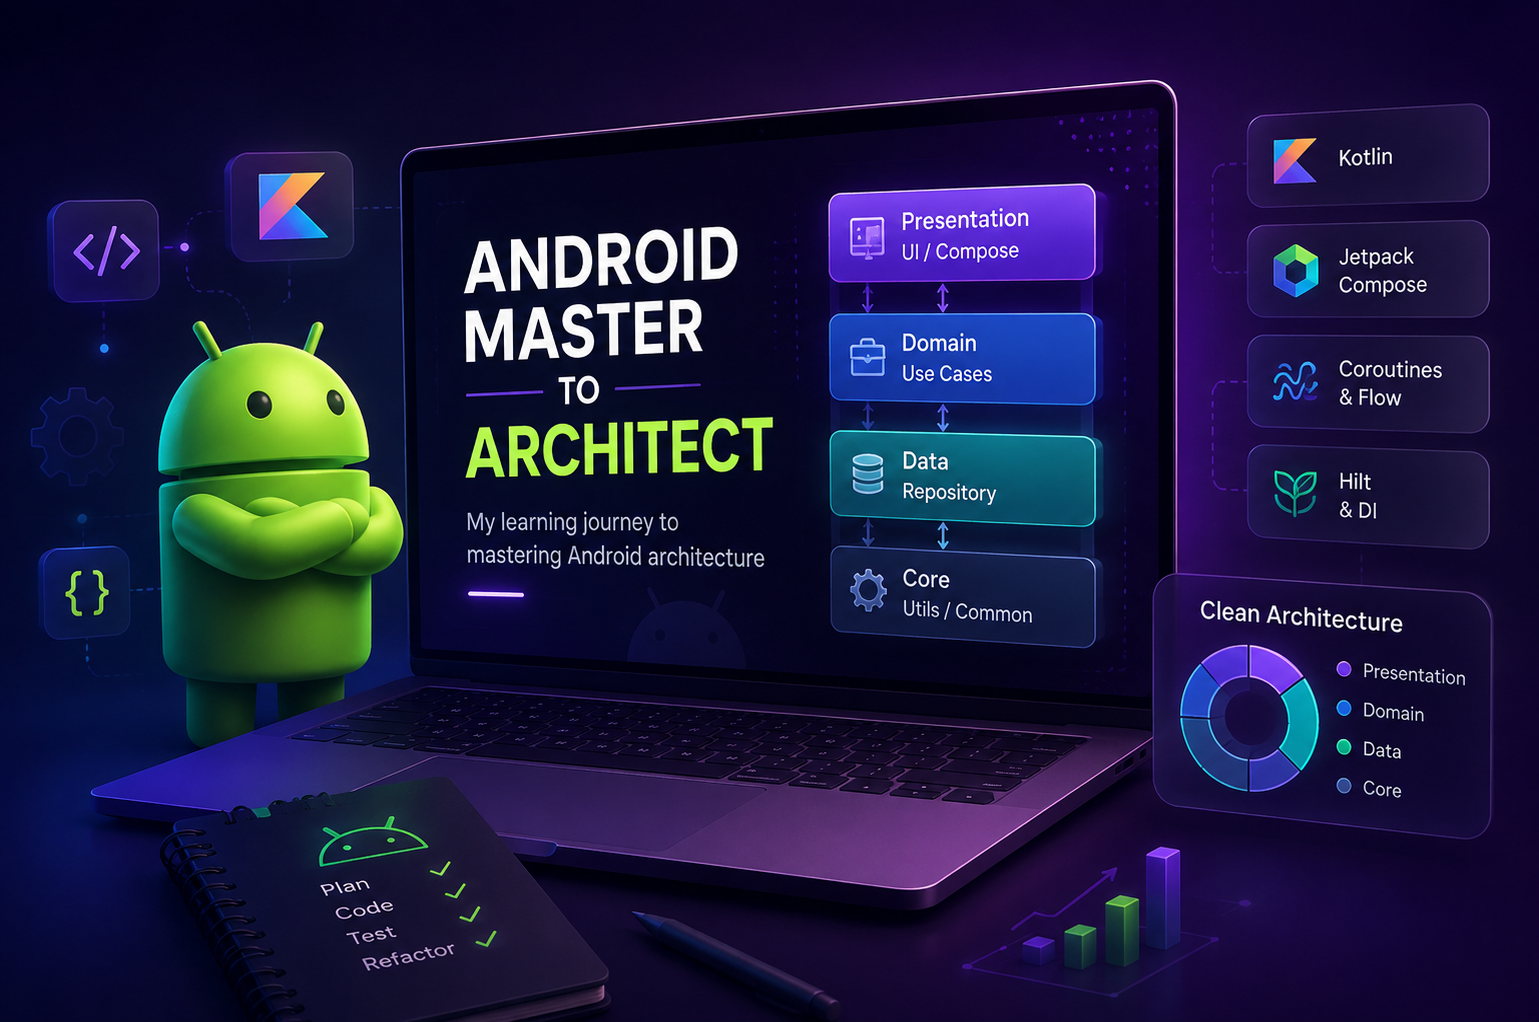 ANDROID
MASTER
TO
ARCHITECT
My learning journey to
mastering Android architecture
Presentation
UI / Compose
Domain
Use Cases
Data
Repository
Core
Utils / Common
Kotlin
Jetpack
Compose
Coroutines
& Flow
Hilt
& DI
Clean Architecture
Presentation
Domain
Data
Core
Plan
Code
Test
Refactor